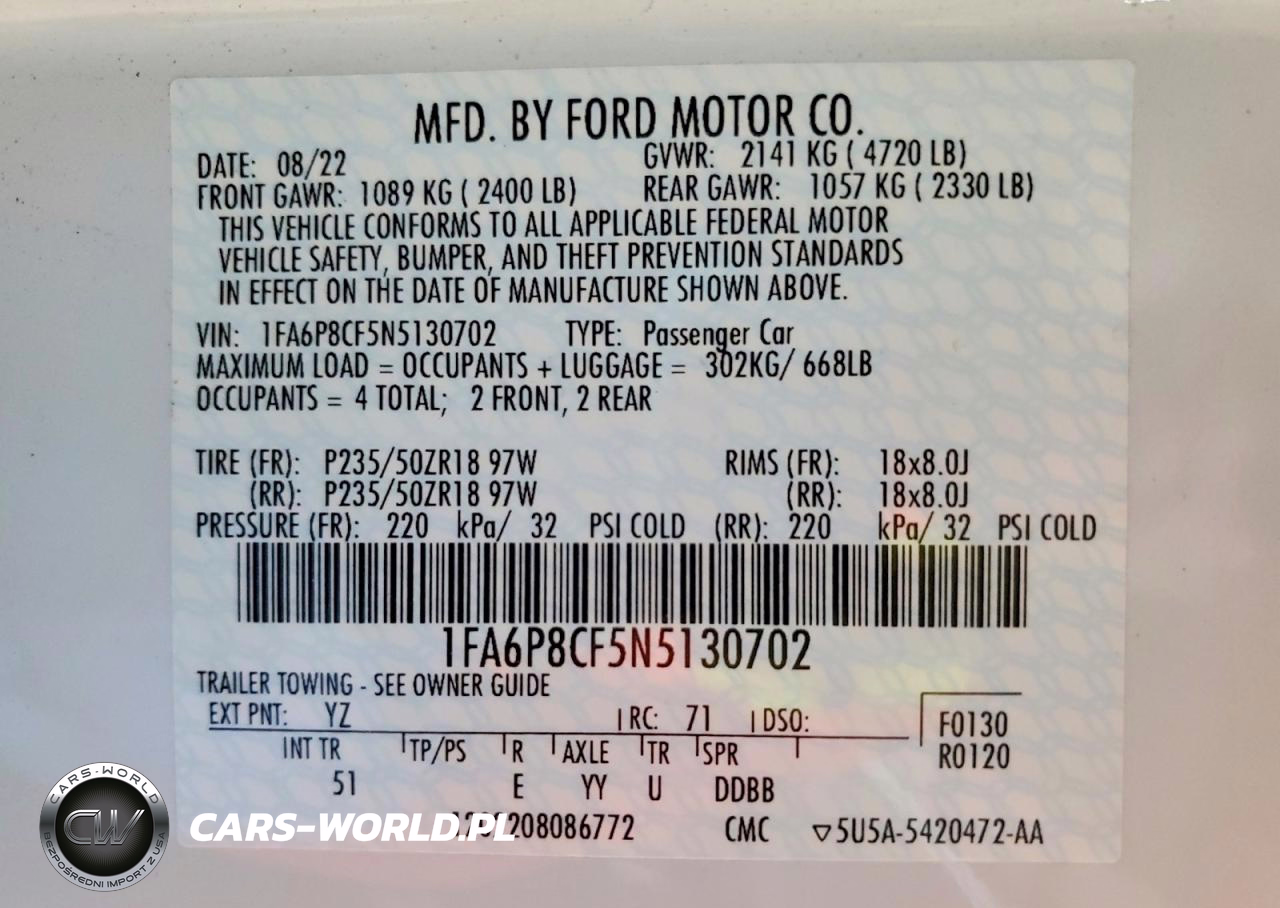 MFD. BY FORD MOTOR CO.
DATE: 08/22 GVWR: 2141 KG ( 4720 LB)
FRONT GAWR: 1089 KG ( 2400 LB) REAR GAWR: 1057 KG ( 2330 LB)
THIS VEHICLE CONFORMS TO ALL APPLICABLE FEDERAL MOTOR
VEHICLE SAFETY, BUMPER, AND THEFT PREVENTION STANDARDS
IN EFFECT ON THE DATE OF MANUFACTURE SHOWN ABOVE.
VIN: 1FA6P8CF5N5130702 TYPE: Passenger Car
MAXIMUM LOAD = OCCUPANTS + LUGGAGE = 302KG/ 668LB
OCCUPANTS = 4 TOTAL; 2 FRONT, 2 REAR
TIRE (FR): P235/50ZR18 97W RIMS (FR): 18x8.0J
(RR): P235/50ZR18 97W (RR): 18x8.0J
PRESSURE (FR): 220 kPa/ 32 PSI COLD (RR): 220 kPa/ 32 PSI COLD
1FA6P8CF5N5130702
TRAILER TOWING - SEE OWNER GUIDE
EXT PNT: YZ RC: 71 DSO: F0130
INT TR TP/PS R AXLE TR SPR R0120
51 E YY U DDBB
CMC ▽5U5A-5420472-AA
CARS-WORLD
CW
BEZPOŚREDNI IMPORT Z USA
CARS-WORLD.PL